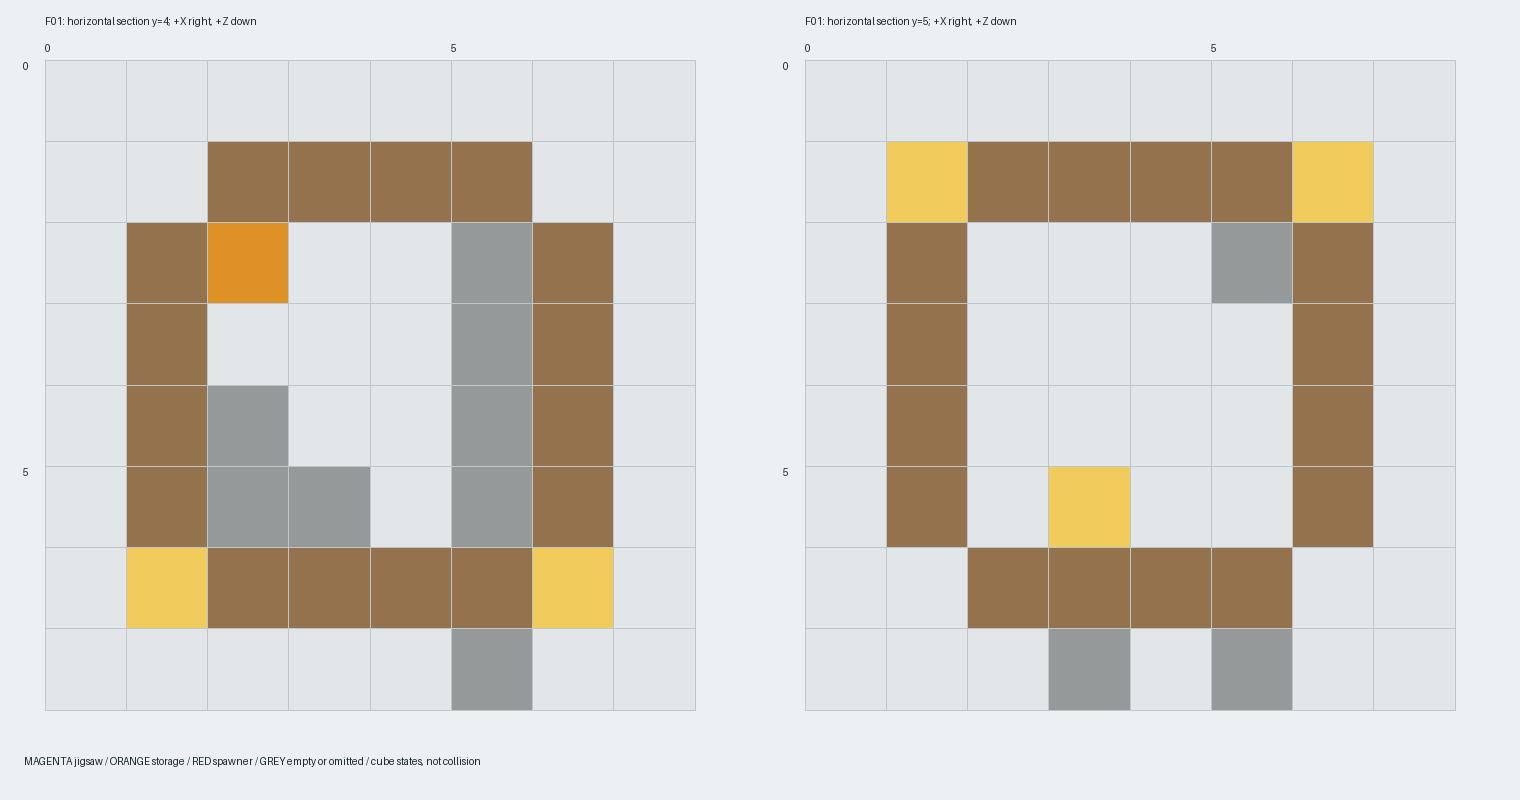 F01: horizontal section y=4; +X right, +Z down
F01: horizontal section y=5; +X right, +Z down
0 5
0 5
0
0
5
5
MAGENTA jigsaw / ORANGE storage / RED spawner / GREY empty or omitted / cube states, not collision